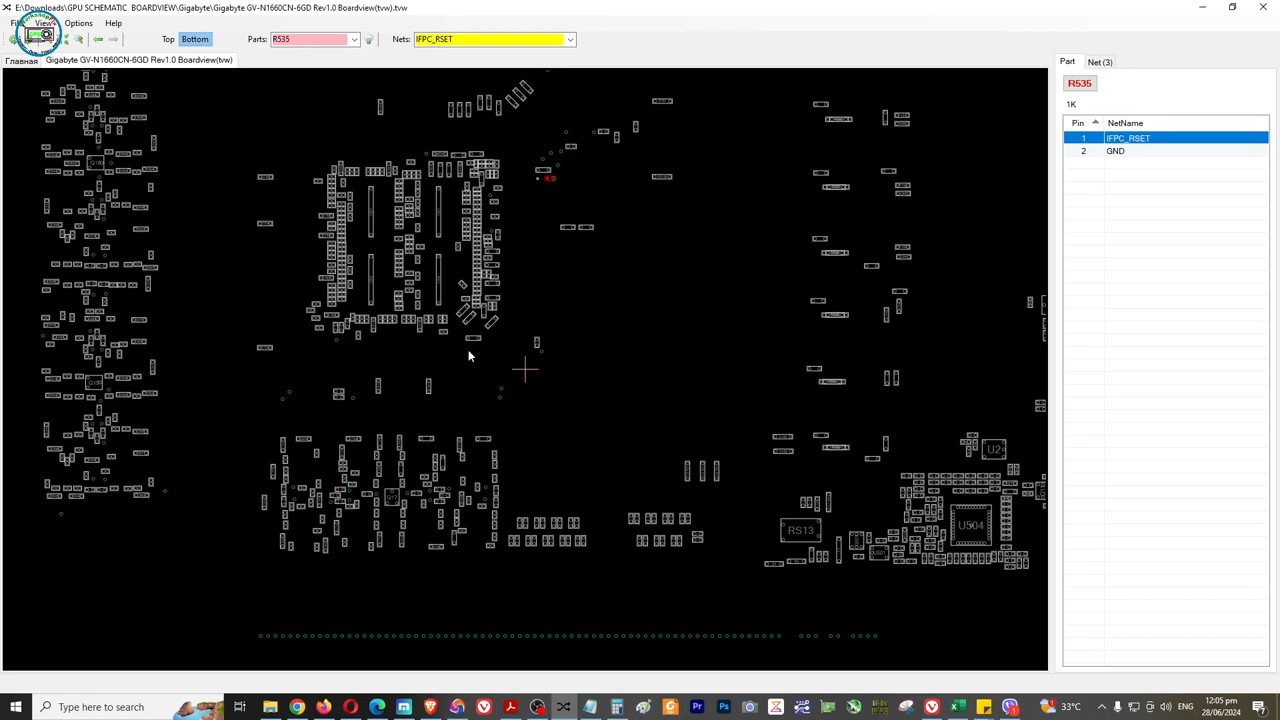 E:\Downloads\GPU SCHEMATIC BOARDVIEW\Gigabyte\Gigabyte GV-N1660CN-6GD Rev1.0 Boardview(tvw).tvw
View Options Help
Top Bottom Parts: R535 Nets: IFPC_RSET
Главная Gigabyte GV-N1660CN-6GD Rev1.0 Boardview(tvw)
Part Net (3)
R535
1K
Pin NetName
1 IFPC_RSET
2 GND
U2
U504
RS13
Type here to search
33°C
ENG
12:05 pm
28/06/2024